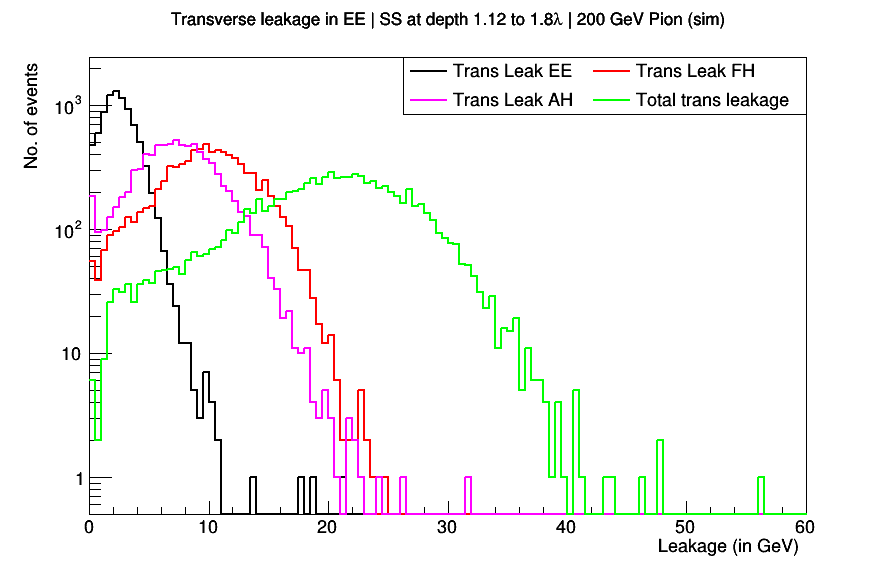 Transverse leakage in EE | SS at depth 1.12 to 1.8λ | 200 GeV Pion (sim)
No. of events
Trans Leak EE
Trans Leak FH
Trans Leak AH
Total trans leakage
10³
10²
10
1
0 10 20 30 40 50 60
Leakage (in GeV)